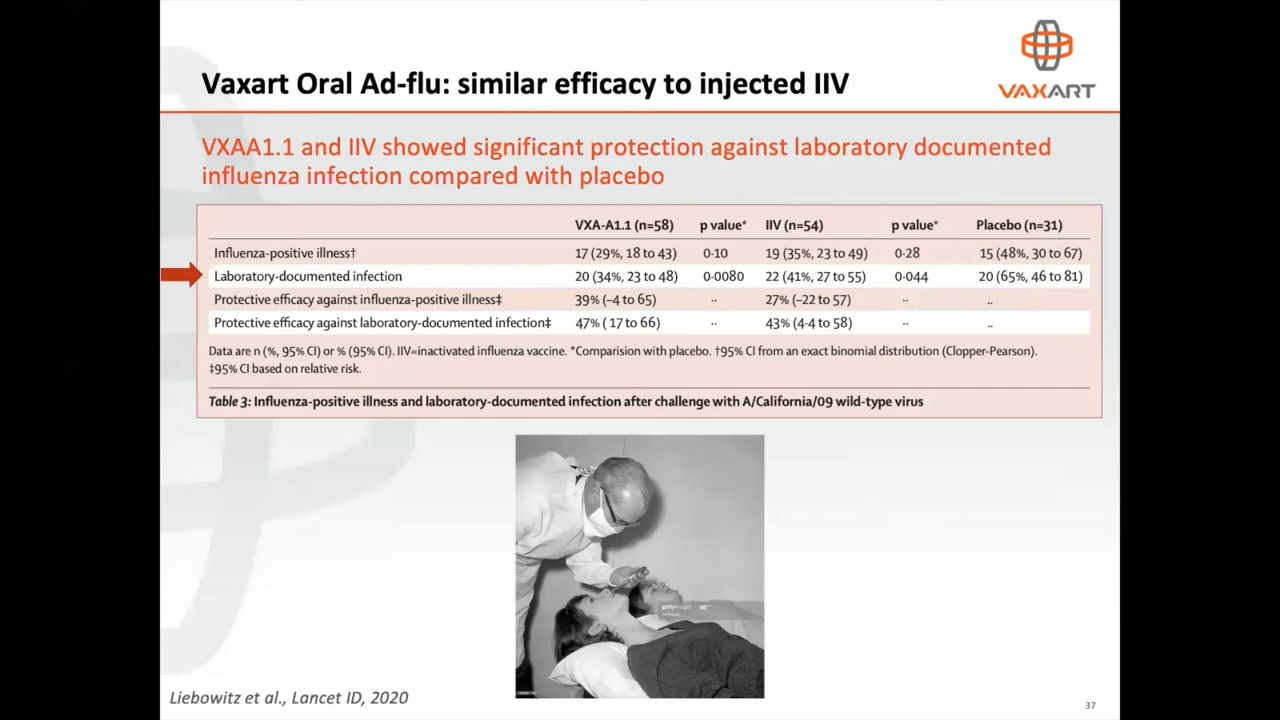 VAXART
Vaxart Oral Ad-flu: similar efficacy to injected IIV
VXAA1.1 and IIV showed significant protection against laboratory documented
influenza infection compared with placebo
VXA-A1.1 (n=58) p value* IIV (n=54) p value* Placebo (n=31)
Influenza-positive illness† 17 (29%, 18 to 43) 0·10 19 (35%, 23 to 49) 0·28 15 (48%, 30 to 67)
Laboratory-documented infection 20 (34%, 23 to 48) 0·0080 22 (41%, 27 to 55) 0·044 20 (65%, 46 to 81)
Protective efficacy against influenza-positive illness‡ 39% (–4 to 65) ·· 27% (–22 to 57) ·· ..
Protective efficacy against laboratory-documented infection‡ 47% ( 17 to 66) ·· 43% (4·4 to 58) ·· ..
Data are n (%, 95% CI) or % (95% CI). IIV=inactivated influenza vaccine. *Comparision with placebo. †95% CI from an exact binomial distribution (Clopper-Pearson).
‡95% CI based on relative risk.
Table 3: Influenza-positive illness and laboratory-documented infection after challenge with A/California/09 wild-type virus
Liebowitz et al., Lancet ID, 2020
37